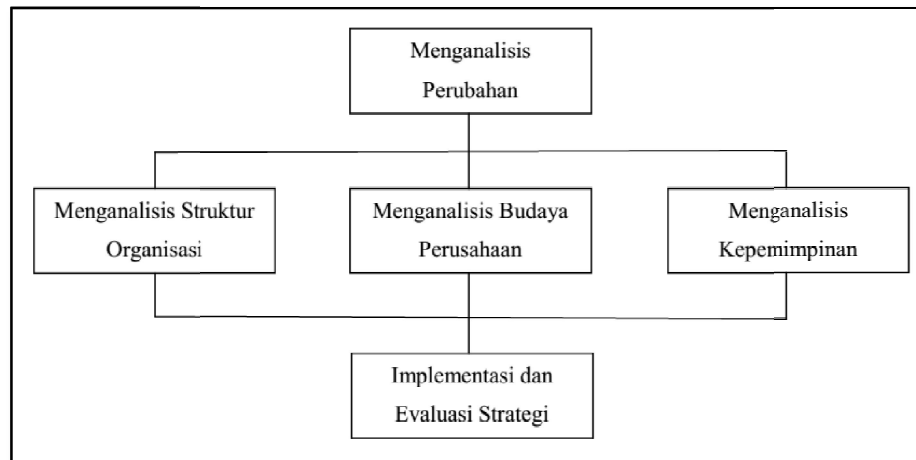 Menganalisis
Perubahan
Menganalisis Struktur
Organisasi
Menganalisis Budaya
Perusahaan
Menganalisis
Kepemimpinan
Implementasi dan
Evaluasi Strategi